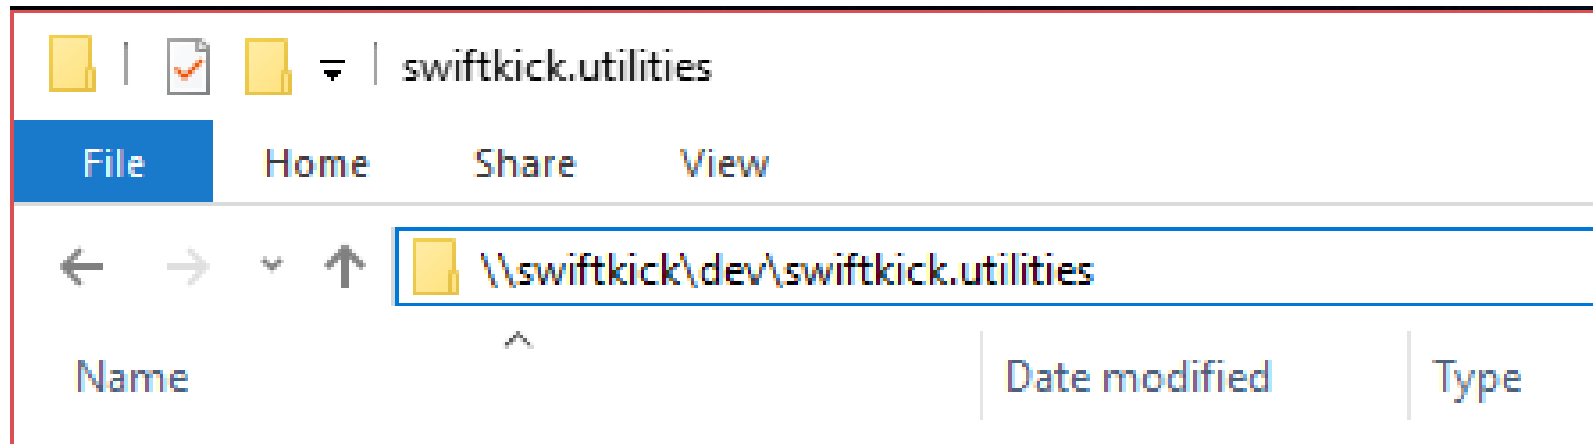 swiftkick.utilities
File Home Share View
\\swiftkick\dev\swiftkick.utilities
Name Date modified Type